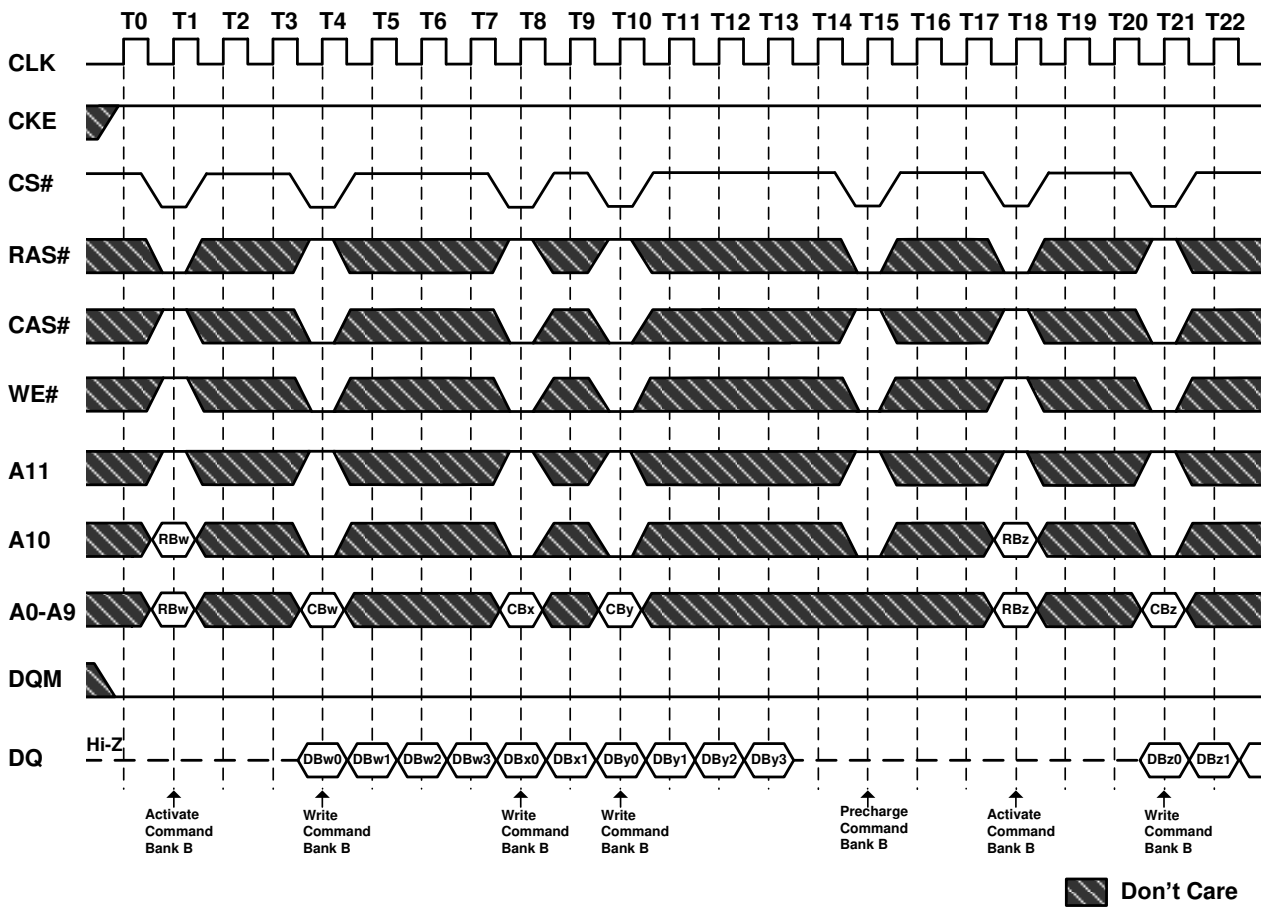 T0 T1 T2 T3 T4 T5 T6 T7 T8 T9 T10 T11 T12 T13 T14 T15 T16 T17 T18 T19 T20 T21 T22
CLK
CKE
CS#
RAS#
CAS#
WE#
A11
A10 RBw RBz
A0-A9 RBw CBw CBx CBy RBz CBz
DQM
DQ Hi-Z DBw0 DBw1 DBw2 DBw3 DBx0 DBx1 DBy0 DBy1 DBy2 DBy3 DBz0 DBz1
Activate
Command
Bank B
Write
Command
Bank B
Write
Command
Bank B
Write
Command
Bank B
Precharge
Command
Bank B
Activate
Command
Bank B
Write
Command
Bank B
Don't Care